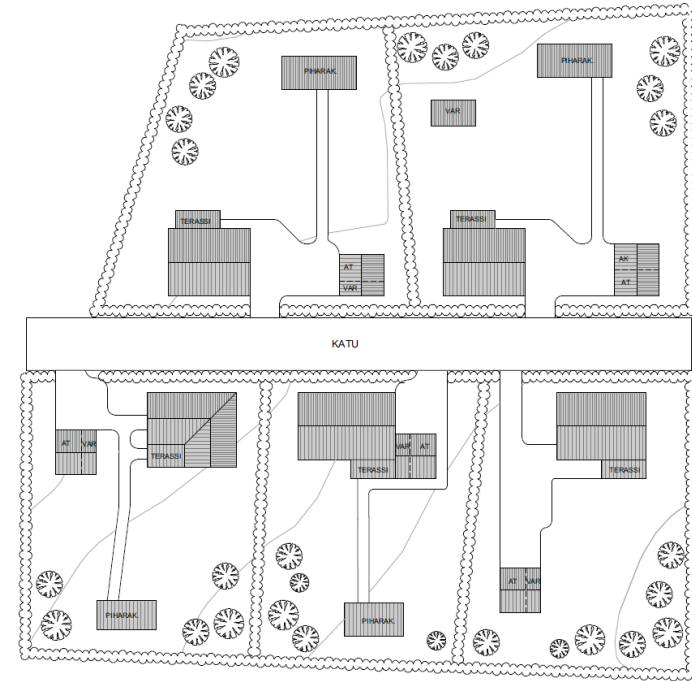 PIHARAK.
PIHARAK.
VAR
TERASSI
TERASSI
AT
VAR
AK
AT
KATU
AT VAR
TERASSI
VAR AT
TERASSI
TERASSI
AT VAR
PIHARAK.
PIHARAK.